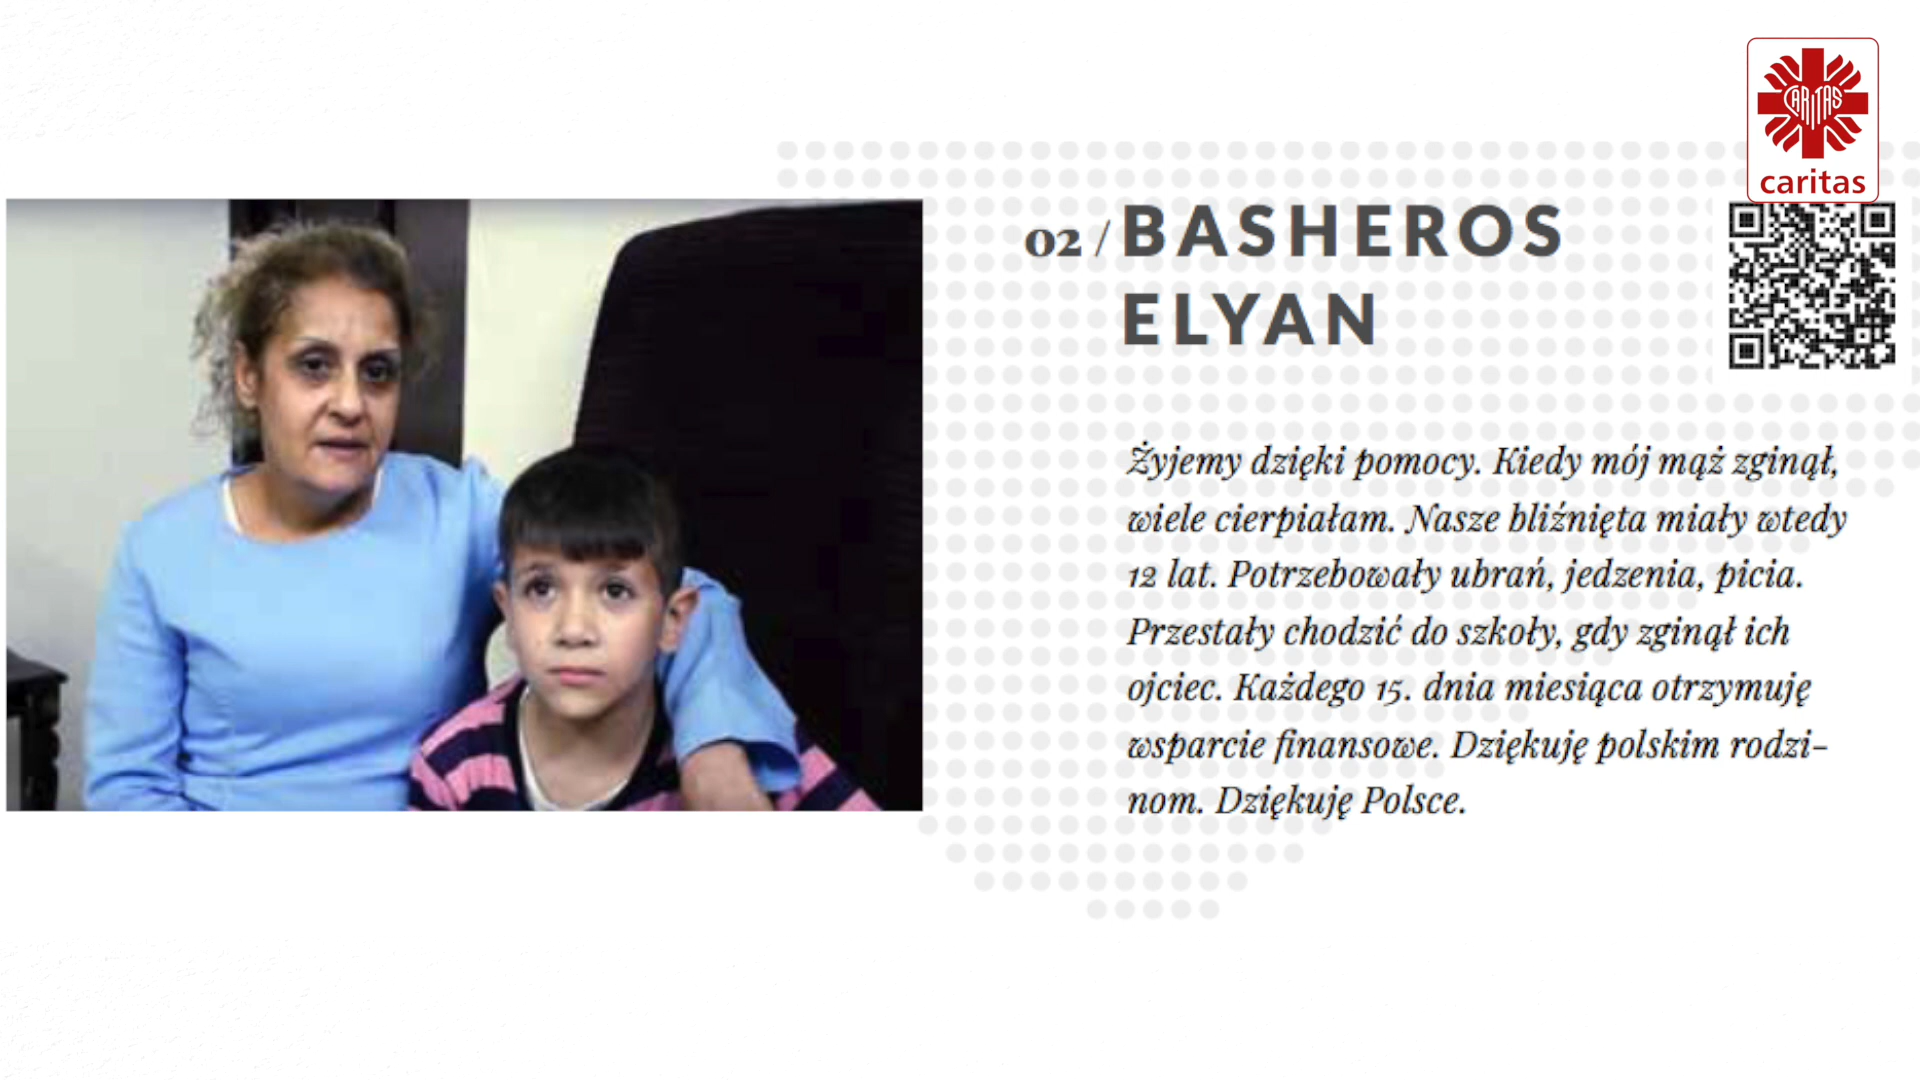 CARITAS
caritas
02 / BASHEROS
ELYAN
Żyjemy dzięki pomocy. Kiedy mój mąż zginął,
wiele cierpiałam. Nasze bliźnięta miały wtedy
12 lat. Potrzebowały ubrań, jedzenia, picia.
Przestały chodzić do szkoły, gdy zginął ich
ojciec. Każdego 15. dnia miesiąca otrzymuję
wsparcie finansowe. Dziękuję polskim rodzi-
nom. Dziękuję Polsce.